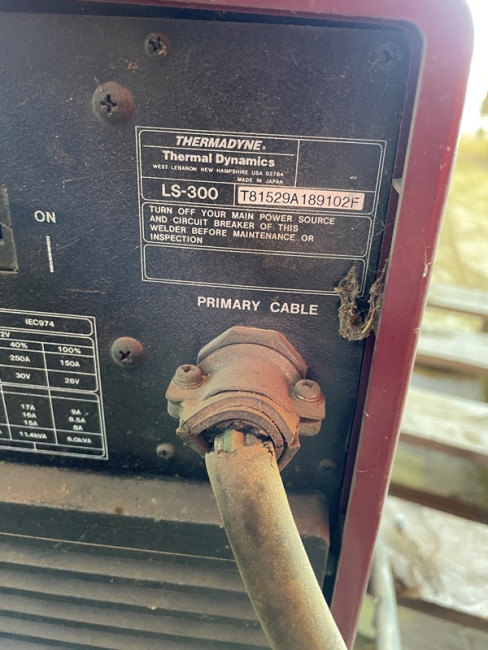 THERMADYNE®
Thermal Dynamics
WEST LEBANON NEW HAMPSHIRE USA 03784
MADE IN JAPAN
LS-300 T81529A189102F
TURN OFF YOUR MAIN POWER SOURCE
AND CIRCUIT BREAKER OF THIS
WELDER BEFORE MAINTENANCE OR
INSPECTION
ON
PRIMARY CABLE
IEC974
2V
40% 100%
250A 150A
30V 26V
17A 9A
16A 8.5A
15A 8A
11.4kVA 6.0kVA